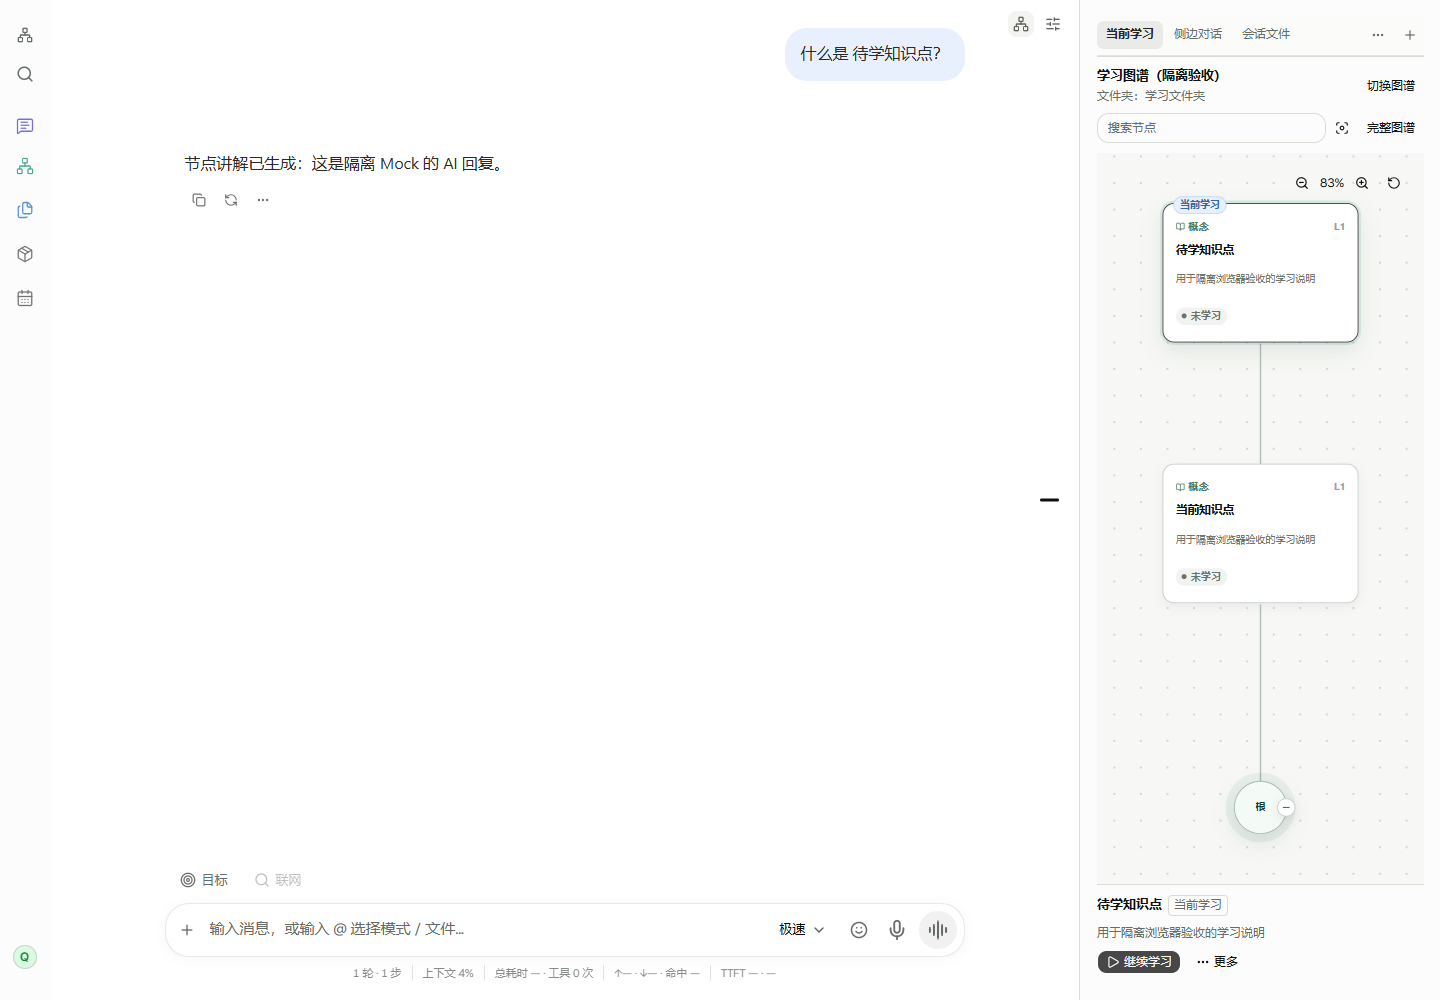 什么是 待学知识点？
节点讲解已生成：这是隔离 Mock 的 AI 回复。
目标
联网
输入消息，或输入 @ 选择模式 / 文件...
极速
1 轮 · 1 步
上下文 4%
总耗时 — · 工具 0 次
↑— · ↓— · 命中 —
TTFT — · —
Q
当前学习
侧边对话
会话文件
学习图谱（隔离验收）
文件夹：学习文件夹
切换图谱
搜索节点
完整图谱
83%
当前学习
概念
L1
待学知识点
用于隔离浏览器验收的学习说明
未学习
概念
L1
当前知识点
用于隔离浏览器验收的学习说明
未学习
根
待学知识点
当前学习
用于隔离浏览器验收的学习说明
继续学习
更多